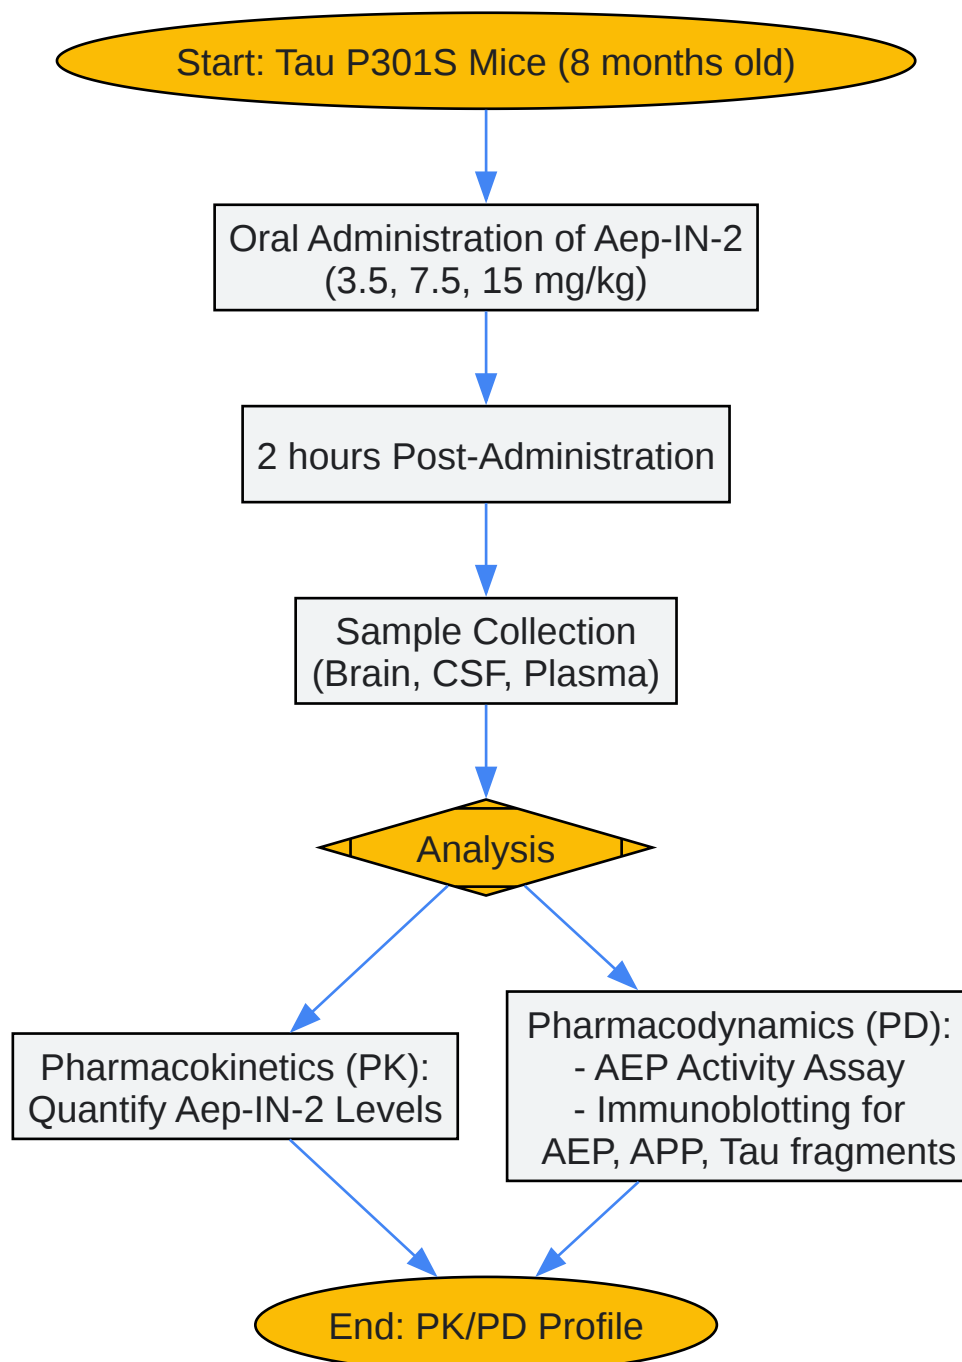 Start: Tau P301S Mice (8 months old)
Oral Administration of Aep-IN-2
(3.5, 7.5, 15 mg/kg)
2 hours Post-Administration
Sample Collection
(Brain, CSF, Plasma)
Analysis
Pharmacokinetics (PK):
Quantify Aep-IN-2 Levels
Pharmacodynamics (PD):
- AEP Activity Assay
- Immunoblotting for
AEP, APP, Tau fragments
End: PK/PD Profile